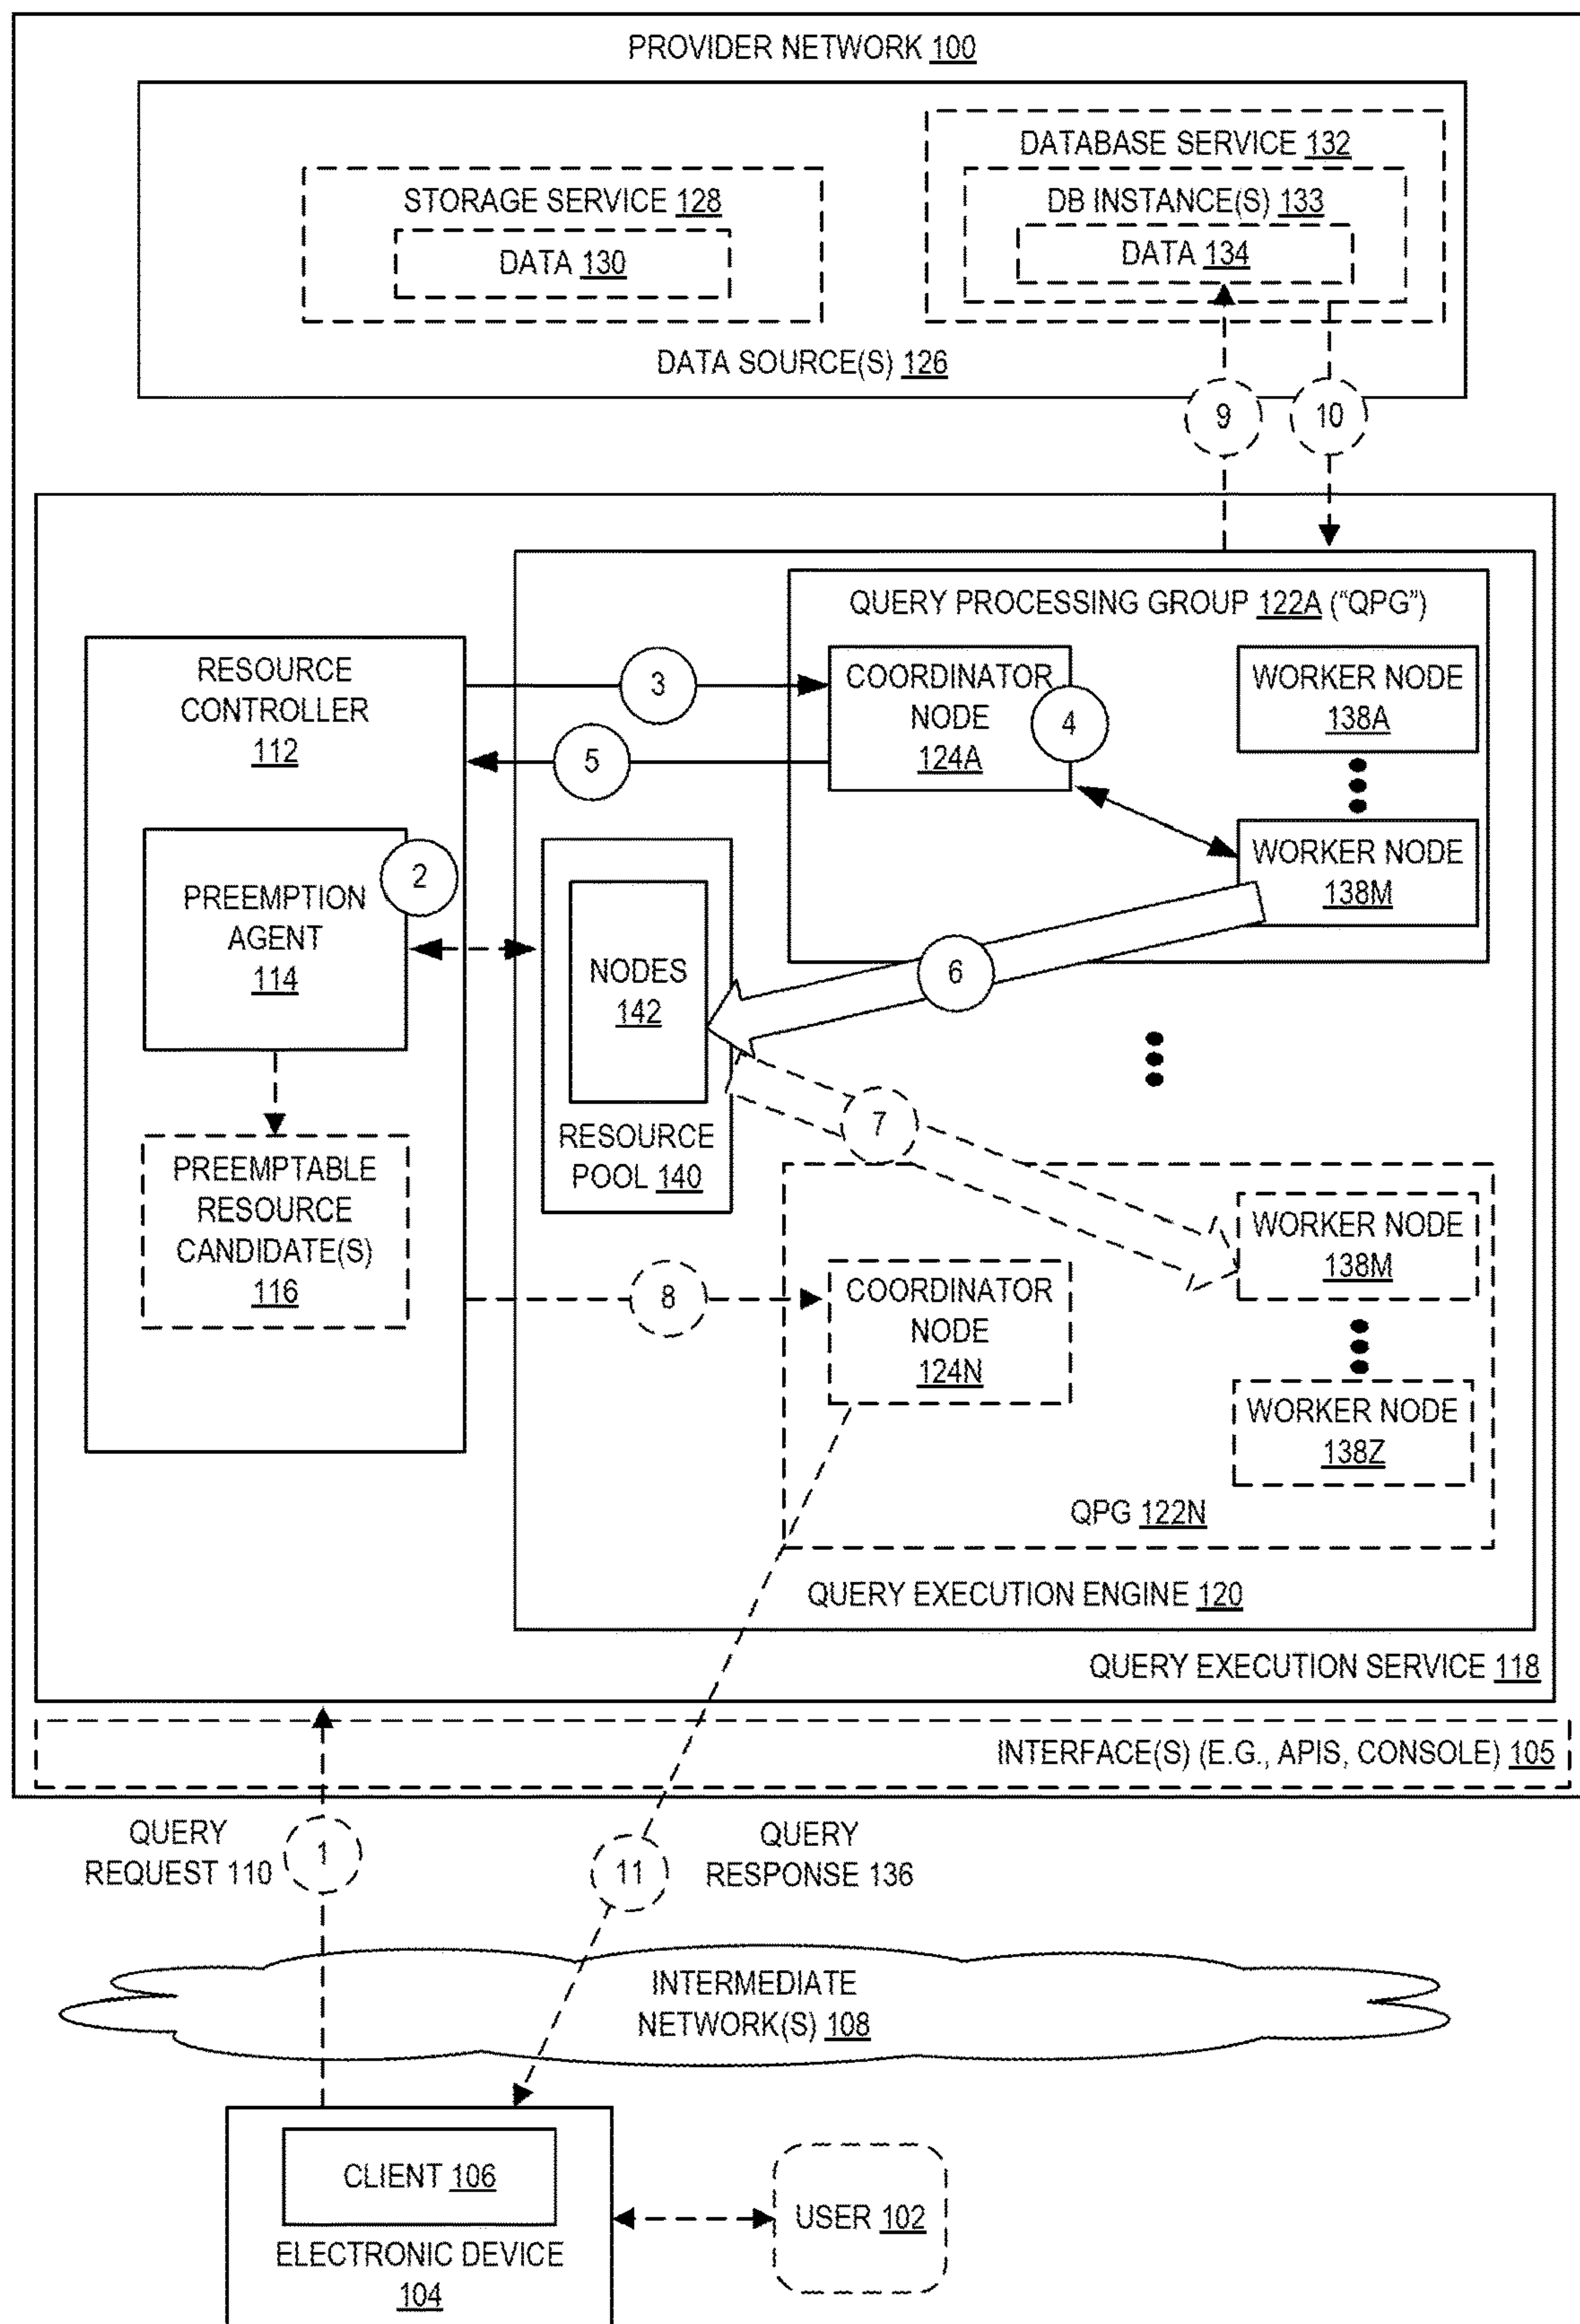 PROVIDER NETWORK 100
DATABASE SERVICE 132
STORAGE SERVICE 128
DB INSTANCE(S) 133
DATA 130
DATA 134
DATA SOURCE(S) 126
9
10
QUERY PROCESSING GROUP 122A (“QPG”)
RESOURCE
CONTROLLER
112
3
5
COORDINATOR
NODE
124A
4
WORKER NODE
138A
WORKER NODE
138M
PREEMPTION
AGENT
114
2
NODES
142
6
RESOURCE
POOL 140
7
PREEMPTABLE
RESOURCE
CANDIDATE(S)
116
8
COORDINATOR
NODE
124N
WORKER NODE
138M
WORKER NODE
138Z
QPG 122N
QUERY EXECUTION ENGINE 120
QUERY EXECUTION SERVICE 118
INTERFACE(S) (E.G., APIS, CONSOLE) 105
QUERY
REQUEST 110
1
11
QUERY
RESPONSE 136
INTERMEDIATE
NETWORK(S) 108
CLIENT 106
ELECTRONIC DEVICE
104
USER 102